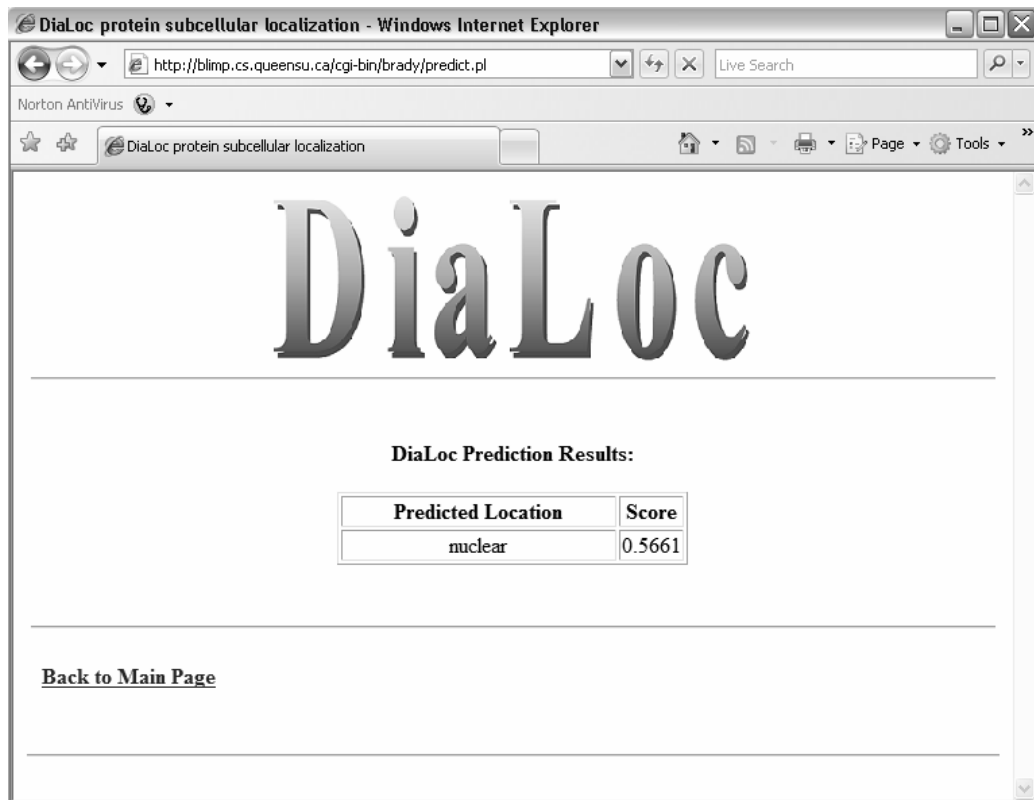 DiaLoc protein subcellular localization - Windows Internet Explorer
http://blimp.cs.queensu.ca/cgi-bin/brady/predict.pl
Live Search
Norton AntiVirus
DiaLoc protein subcellular localization
Page
Tools
»
DiaLoc
DiaLoc Prediction Results:
Predicted Location Score
nuclear 0.5661
Back to Main Page